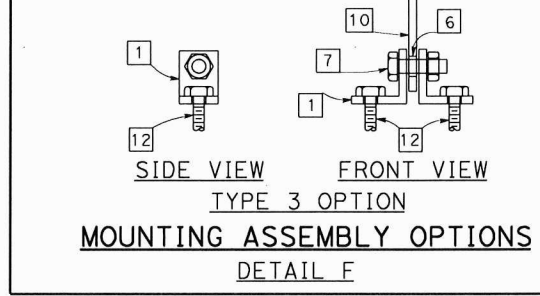 10 6
1 7
1
12 12
SIDE VIEW FRONT VIEW
TYPE 3 OPTION
MOUNTING ASSEMBLY OPTIONS
DETAIL F